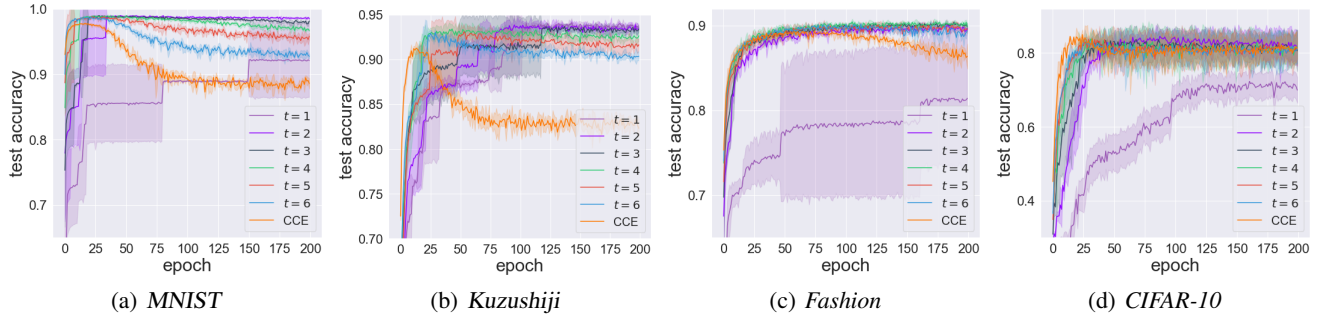 1.0
0.9
0.8
0.7
0 25 50 75 100 125 150 175 200
test accuracy
epoch
t = 1
t = 2
t = 3
t = 4
t = 5
t = 6
CCE
(a) MNIST
0.95
0.90
0.85
0.80
0.75
0.70
0 25 50 75 100 125 150 175 200
test accuracy
epoch
t = 1
t = 2
t = 3
t = 4
t = 5
t = 6
CCE
(b) Kuzushiji
0.9
0.8
0.7
0 25 50 75 100 125 150 175 200
test accuracy
epoch
t = 1
t = 2
t = 3
t = 4
t = 5
t = 6
CCE
(c) Fashion
0.8
0.6
0.4
0 25 50 75 100 125 150 175 200
test accuracy
epoch
t = 1
t = 2
t = 3
t = 4
t = 5
t = 6
CCE
(d) CIFAR-10